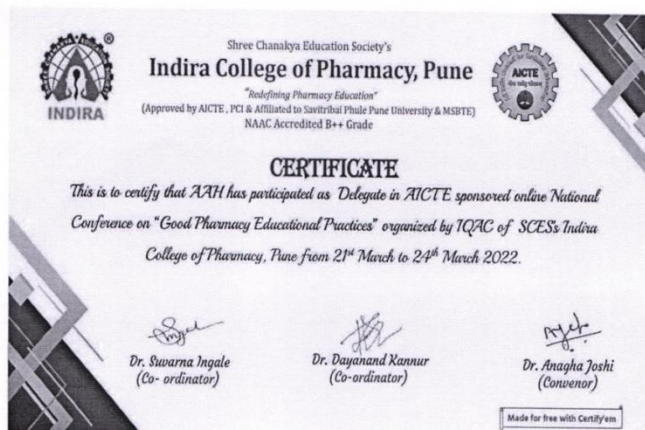 Shree Chanakya Education Society's
Indira College of Pharmacy, Pune
"Redefining Pharmacy Education"
(Approved by AICTE , PCI & Affiliated to Savitribai Phule Pune University & MSBTE)
NAAC Accredited B++ Grade
®
INDIRA
AICTE
CERTIFICATE
This is to certify that AAH has participated as Delegate in AICTE sponsored online National
Conference on "Good Pharmacy Educational Practices" organized by IQAC of SCES's Indira
College of Pharmacy, Pune from 21st March to 24th March 2022.
Dr. Suvarna Ingale
(Co- ordinator)
Dr. Dayanand Kannur
(Co-ordinator)
Dr. Anagha Joshi
(Convenor)
Made for free with Certify'em